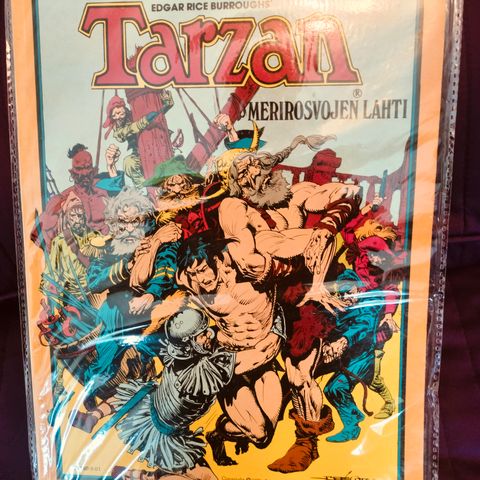 EDGAR RICE BURROUGHS'
Tarzan
®
MERIROSVOJEN LAHTI